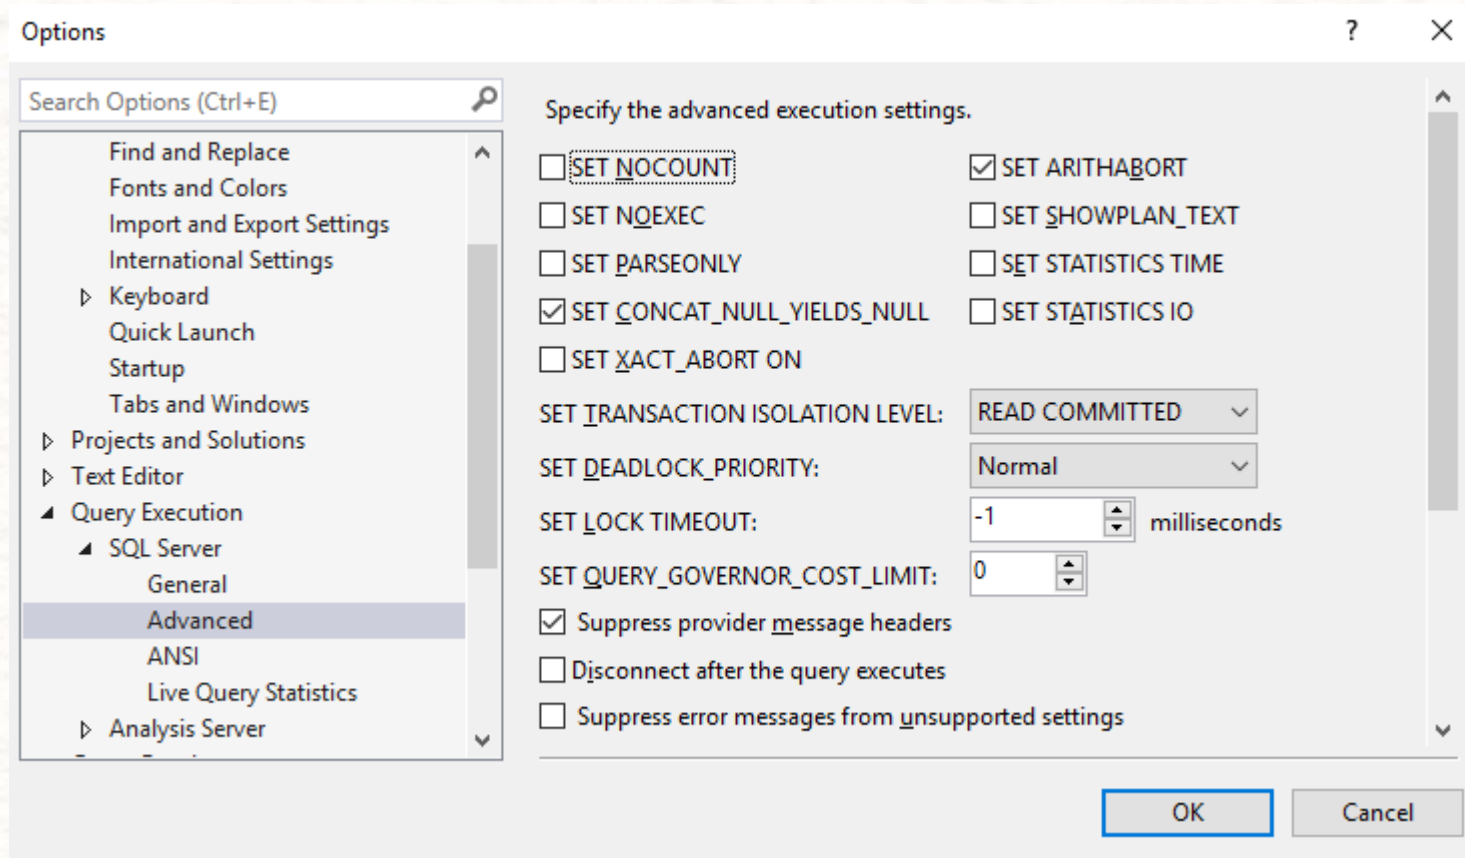 Options
?
Search Options (Ctrl+E)
Find and Replace
Fonts and Colors
Import and Export Settings
International Settings
Keyboard
Quick Launch
Startup
Tabs and Windows
Projects and Solutions
Text Editor
Query Execution
SQL Server
General
Advanced
ANSI
Live Query Statistics
Analysis Server
Specify the advanced execution settings.
SET NOCOUNT
SET ARITHABORT
SET NOEXEC
SET SHOWPLAN_TEXT
SET PARSEONLY
SET STATISTICS TIME
SET CONCAT_NULL_YIELDS_NULL
SET STATISTICS IO
SET XACT_ABORT ON
SET TRANSACTION ISOLATION LEVEL: READ COMMITTED
SET DEADLOCK_PRIORITY: Normal
SET LOCK TIMEOUT: -1 milliseconds
SET QUERY_GOVERNOR_COST_LIMIT: 0
Suppress provider message headers
Disconnect after the query executes
Suppress error messages from unsupported settings
OK
Cancel